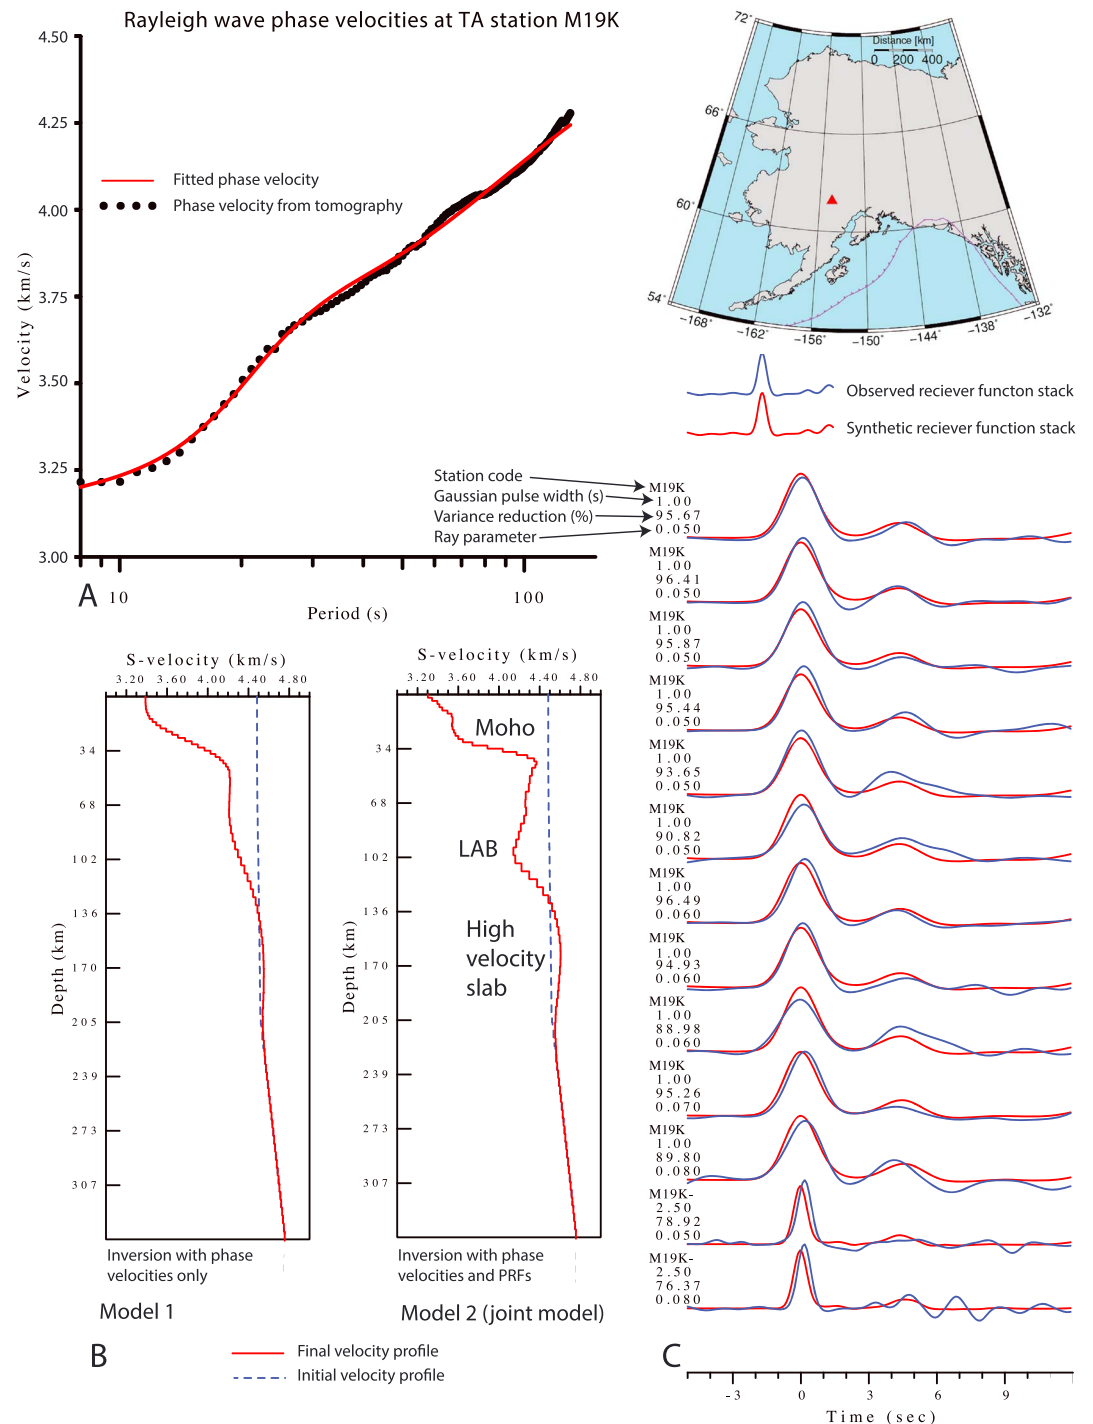 Rayleigh wave phase velocities at TA station M19K
4.50
4.25
4.00
3.75
3.50
3.25
3.00
Velocity (km/s)
Fitted phase velocity
Phase velocity from tomography
A
10
100
Period (s)
72°
66°
60°
54°
Distance [km]
0 200 400
-168°
-162°
-156°
-150°
-144°
-138°
-132°
Observed reciever functon stack
Synthetic reciever function stack
Station code
Gaussian pulse width (s)
Variance reduction (%)
Ray parameter
M19K
1.00
95.67
0.050
M19K
1.00
96.41
0.050
M19K
1.00
95.87
0.050
M19K
1.00
95.44
0.050
M19K
1.00
93.65
0.050
M19K
1.00
90.82
0.050
M19K
1.00
96.49
0.060
M19K
1.00
94.93
0.060
M19K
1.00
88.98
0.060
M19K
1.00
95.26
0.070
M19K
1.00
89.80
0.080
M19K-
2.50
78.92
0.050
M19K-
2.50
76.37
0.080
C
-3 0 3 6 9
Time (sec)
S-velocity (km/s)
3.20 3.60 4.00 4.40 4.80
34
68
102
136
170
205
239
273
307
Depth (km)
Inversion with phase
velocities only
Model 1
S-velocity (km/s)
3.20 3.60 4.00 4.40 4.80
34
68
102
136
170
205
239
273
307
Depth (km)
Moho
LAB
High
velocity
slab
Inversion with phase
velocities and PRFs
Model 2 (joint model)
B
Final velocity profile
Initial velocity profile